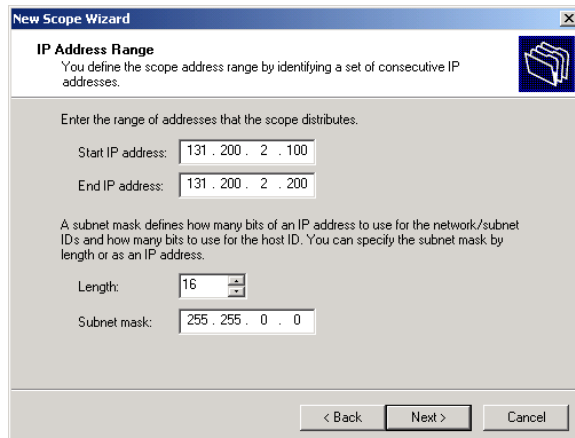 New Scope Wizard
IP Address Range
You define the scope address range by identifying a set of consecutive IP
addresses.
Enter the range of addresses that the scope distributes.
Start IP address: 131 . 200 . 2 . 100
End IP address: 131 . 200 . 2 . 200
A subnet mask defines how many bits of an IP address to use for the network/subnet
IDs and how many bits to use for the host ID. You can specify the subnet mask by
length or as an IP address.
Length: 16
Subnet mask: 255 . 255 . 0 . 0
< Back Next > Cancel